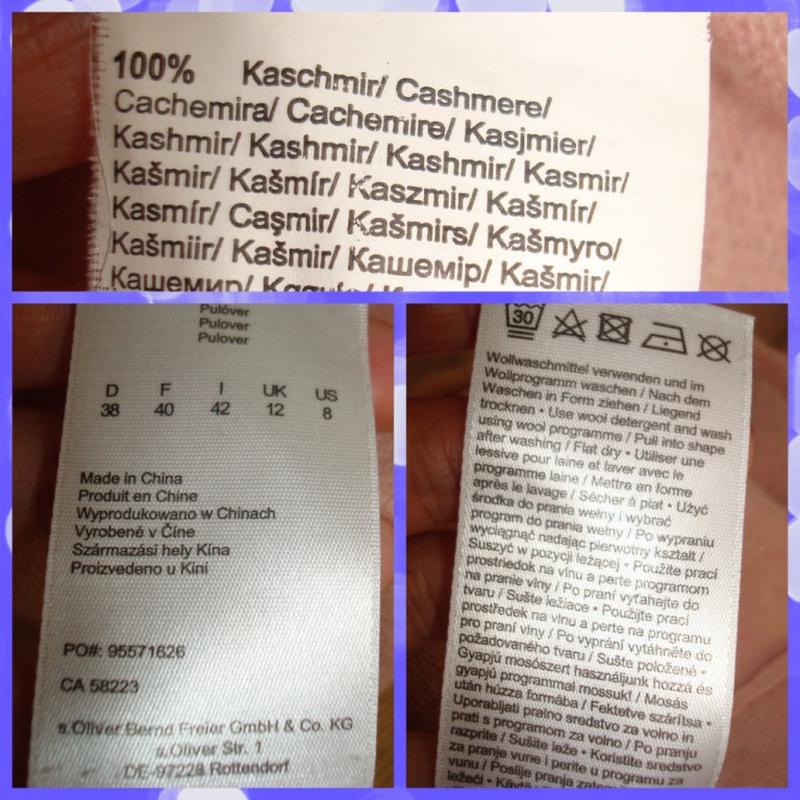 100% Kaschmir/ Cashmere/
Cachemira/ Cachemire/ Kasjmier/
Kashmir/ Kashmir/ Kashmir/ Kasmir/
Kašmir/ Kašmír/ Kaszmir/ Kašmír/
Kasmír/ Caşmir/ Kašmirs/ Kašmyro/
Kašmiir/ Kašmir/ Кашемір/ Kašmir/
Кашемир/
Pulóver
Pulover
Pulover
D F I UK US
38 40 42 12 8
Made in China
Produit en Chine
Wyprodukowano w Chinach
Vyrobené v Číne
Származási hely Kína
Proizvedeno u Kini
PO#: 95571626
CA 58223
s.Oliver Bernd Freier GmbH & Co. KG
s.Oliver Str. 1
DE-97228 Rottendorf
30
Wollwaschmittel verwenden und im
Wollprogramm waschen / Nach dem
Waschen in Form ziehen / Liegend
trocknen • Use wool detergent and wash
using wool programme / Pull into shape
after washing / Flat dry • Utiliser une
lessive pour laine et laver avec le
programme laine / Mettre en forme
après le lavage / Sécher à plat • Użyć
środka do prania wełny i wybrać
program do prania wełny / Po wypraniu
wyciągnąć nadając pierwotny kształt /
Suszyć w pozycji leżącej • Použite prací
prostriedok na vlnu a perte programom
na pranie vlny / Po praní vyťahajte do
tvaru / Sušte ležiace • Použijte prací
prostředek na vlnu a perte na programu
pro praní vlny / Po vyprání vytáhněte do
požadovaného tvaru / Sušte položené •
Gyapjú mosószert használjunk hozzá és
gyapjú programmal mossuk! / Mosás
után húzza formába / Fektetve szárítsa •
Uporabljati pralno sredstvo za volno in
prati s programom za volno / Po pranju
razprite / Sušite leže • Koristite sredstvo
za pranje vune i perite u programu za
vunu / Poslije pranja
ležeći •